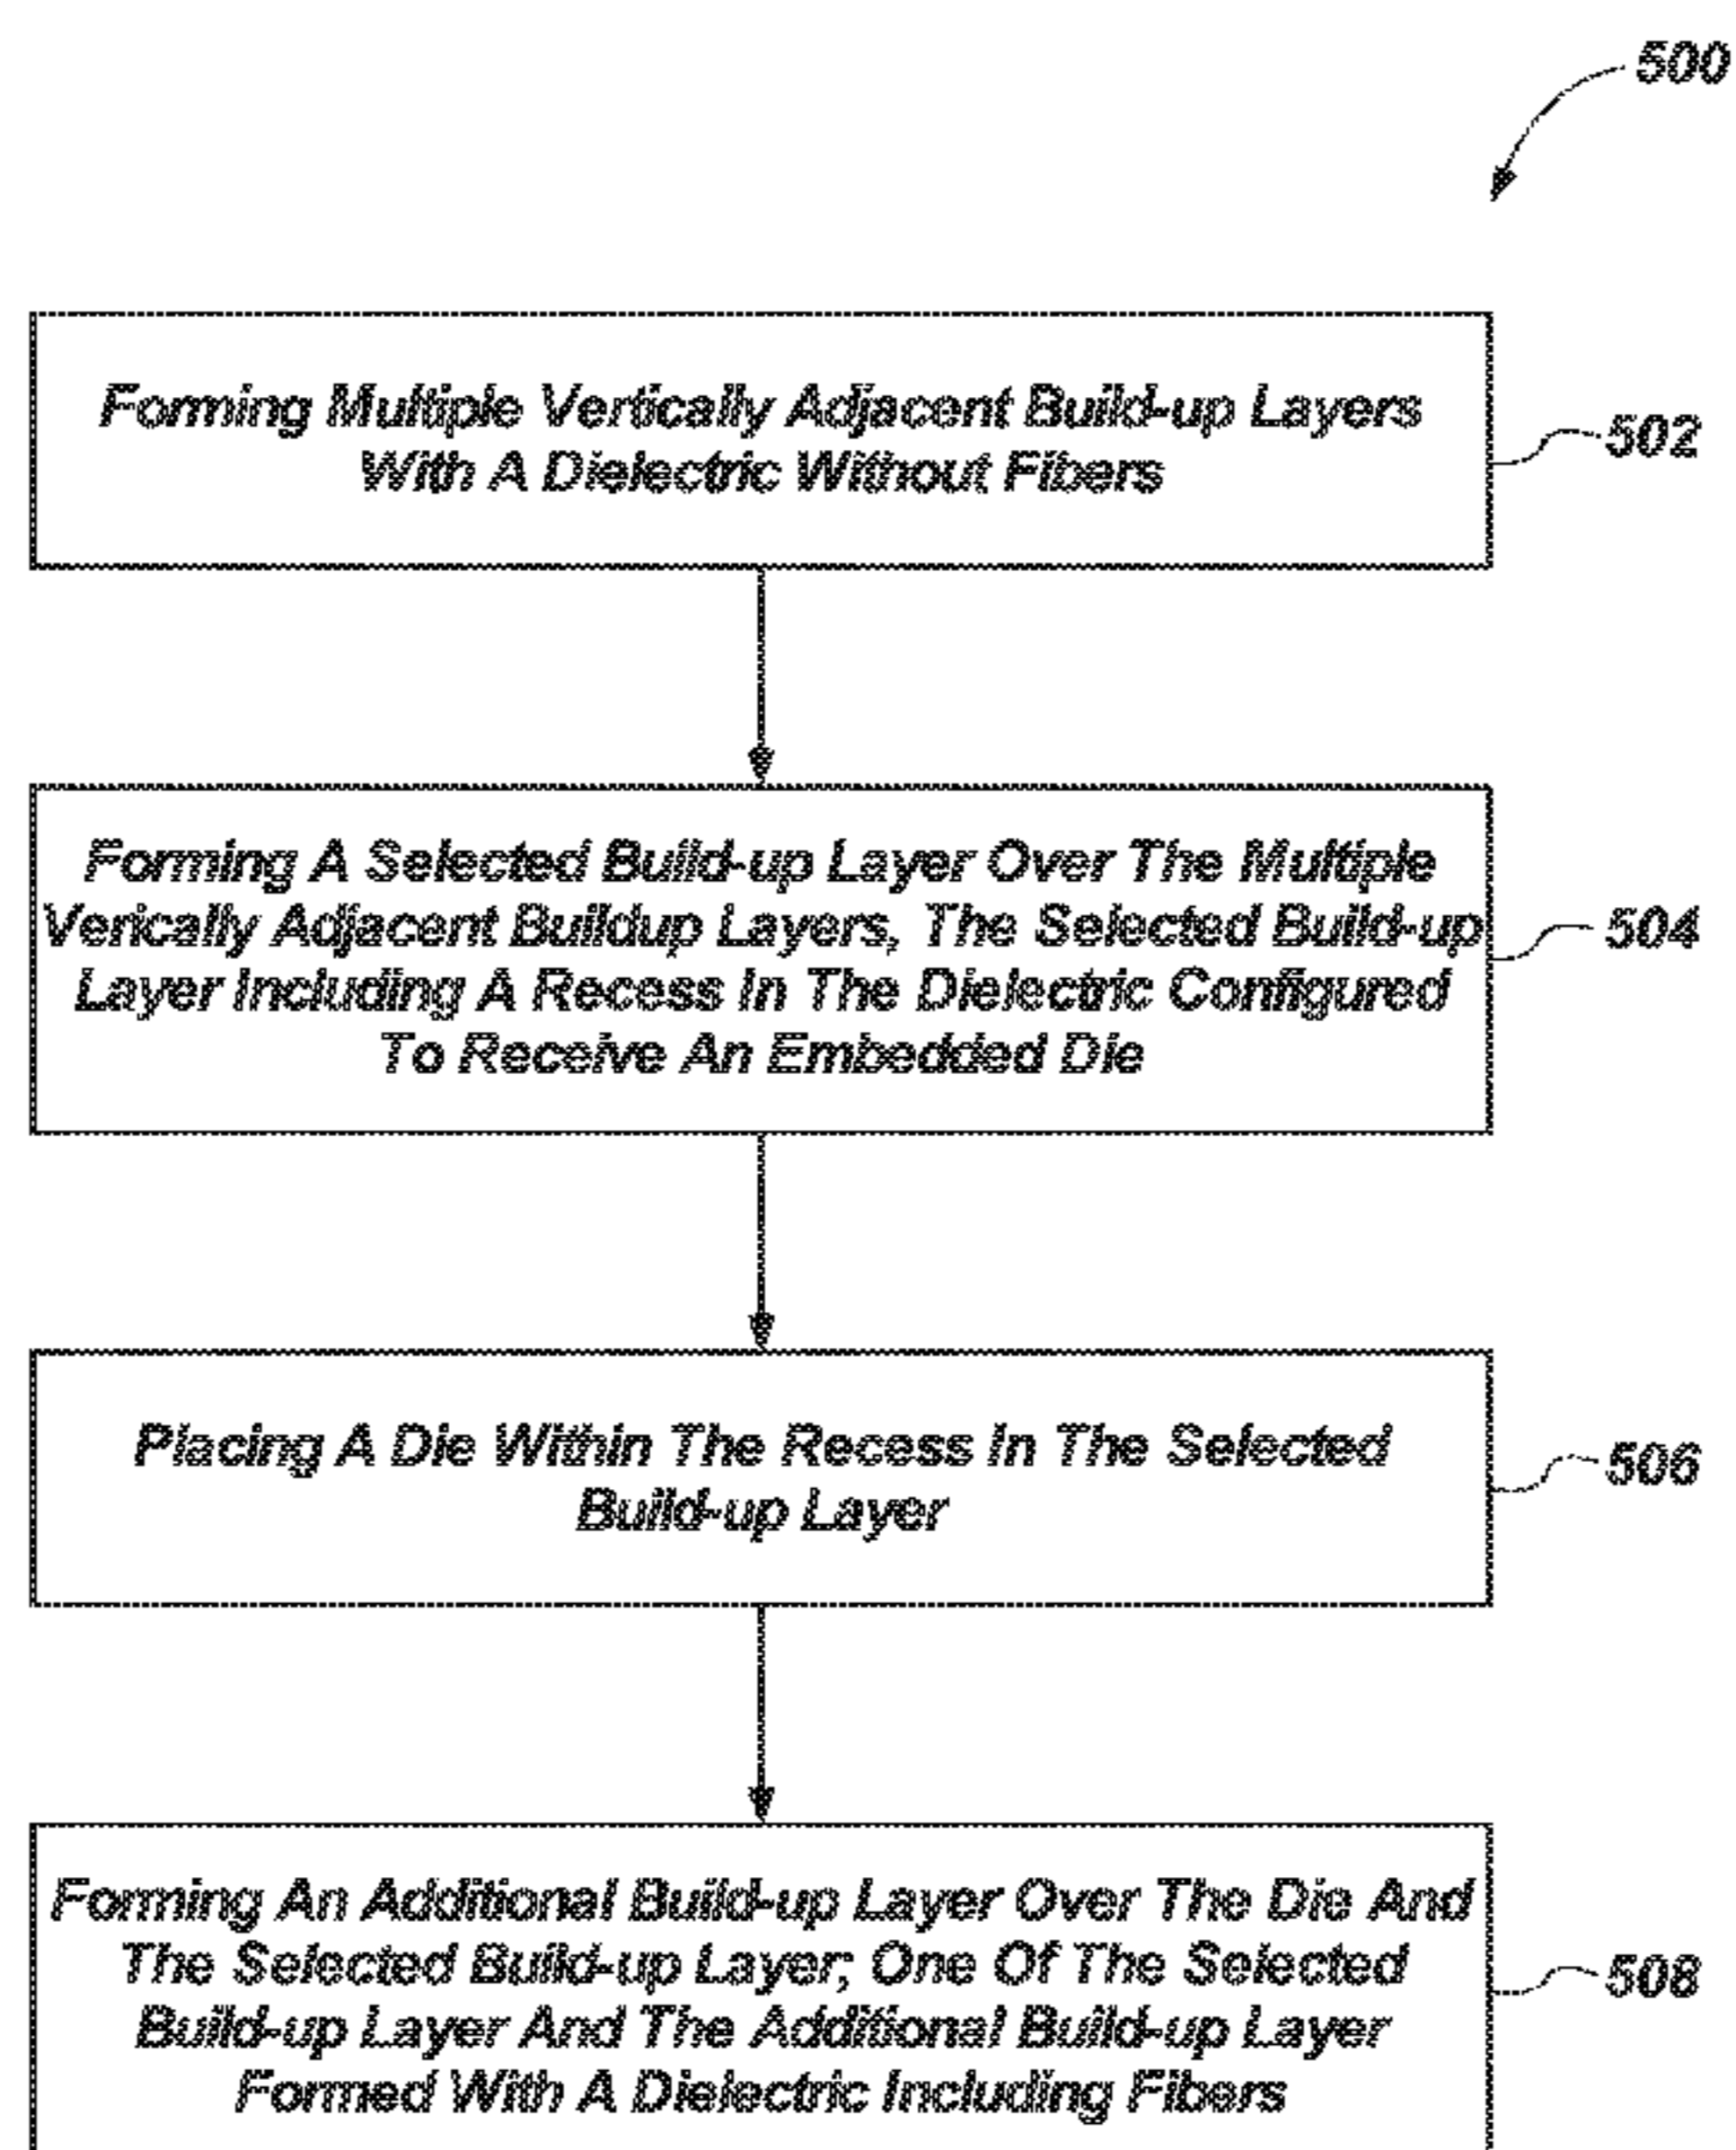 500
Forming Multiple Vertically Adjacent Build-up Layers
With A Dielectric Without Fibers
502
Forming A Selected Build-up Layer Over The Multiple
Verically Adjacent Buildup Layers, The Selected Build-up
Layer Including A Recess In The Dielectric Configured
To Receive An Embedded Die
504
Placing A Die Within The Recess In The Selected
Build-up Layer
506
Forming An Additional Build-up Layer Over The Die And
The Selected Build-up Layer; One Of The Selected
Build-up Layer And The Additional Build-up Layer
Formed With A Dielectric Including Fibers
508